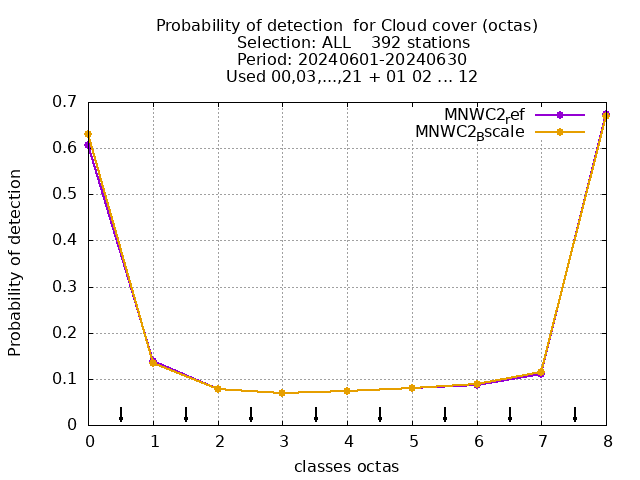 Probability of detection  for Cloud cover (octas)
Selection: ALL    392 stations
Period: 20240601-20240630
Used 00,03,...,21 + 01 02 ... 12
MNWC2ref
MNWC2Bscale
0.7
0.6
0.5
0.4
0.3
0.2
0.1
0
Probability of detection
0 1 2 3 4 5 6 7 8
classes octas